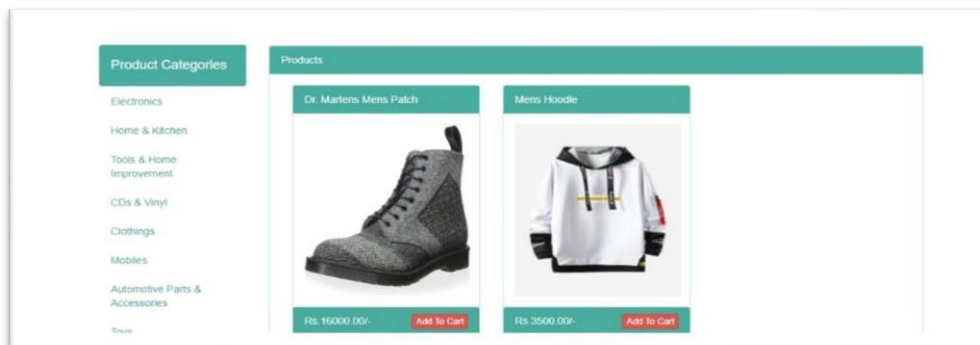 Product Categories
Electronics
Home & Kitchen
Tools & Home
Improvement
CDs & Vinyl
Clothings
Mobiles
Automotive Parts &
Accessories
Toys
Products
Dr. Martens Mens Patch
Rs.16000.00/-
Add To Cart
Mens Hoodie
Rs.3500.00/-
Add To Cart